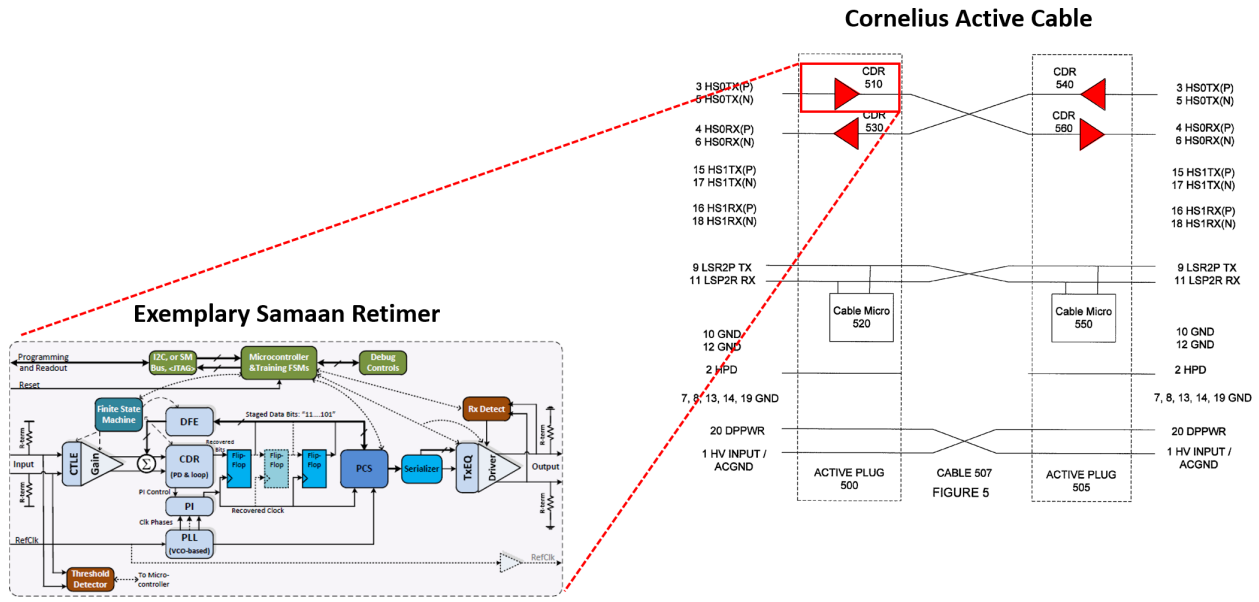 Cornelius Active Cable
3 HS0TX(P)
5 HS0TX(N)
4 HS0RX(P)
6 HS0RX(N)
15 HS1TX(P)
17 HS1TX(N)
16 HS1RX(P)
18 HS1RX(N)
9 LSR2P TX
11 LSP2R RX
10 GND
12 GND
2 HPD
7, 8, 13, 14, 19 GND
20 DPPWR
1 HV INPUT /
ACGND
CDR
510
CDR
530
Cable Micro
520
ACTIVE PLUG
500
CABLE 507
FIGURE 5
CDR
540
CDR
560
Cable Micro
550
ACTIVE PLUG
505
3 HS0TX(P)
5 HS0TX(N)
4 HS0RX(P)
6 HS0RX(N)
15 HS1TX(P)
17 HS1TX(N)
16 HS1RX(P)
18 HS1RX(N)
9 LSR2P TX
11 LSP2R RX
10 GND
12 GND
2 HPD
7, 8, 13, 14, 19 GND
20 DPPWR
1 HV INPUT /
ACGND
Exemplary Samaan Retimer
Programming
and Readout
I2C, or SM
Bus, <JTAG>
Microcontroller
&Training FSMs
Debug
Controls
Reset
Finite State
Machine
DFE
Staged Data Bits: "11....101"
Rx Detect
R-term
R-term
Input
CTLE
Gain
Σ
CDR
(PD & loop)
Recovered
Bits
Flip-
Flop
Flip-
Flop
Flip-
Flop
PCS
Serializer
TxEQ
Driver
R-term
Output
R-term
PI Control
PI
Recovered Clock
Clk Phases
PLL
(VCO-based)
RefClk
RefClk
Threshold
Detector
To Micro-
controller